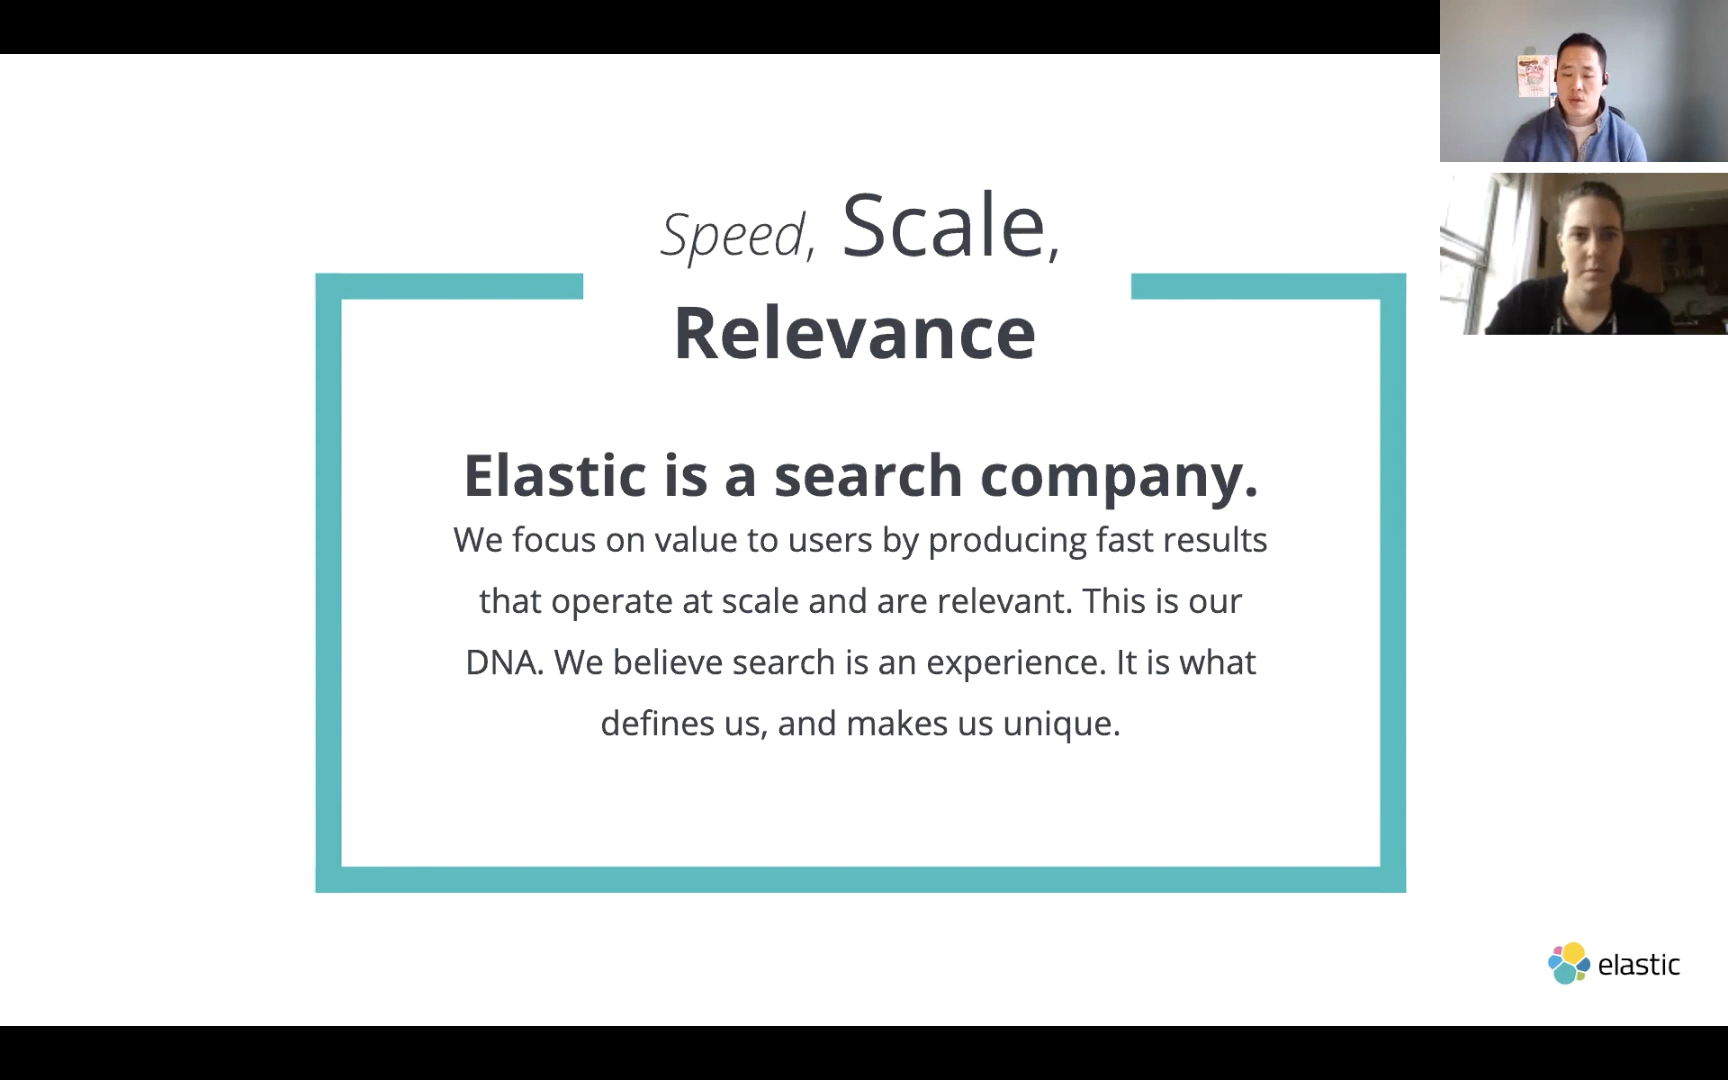 Speed, Scale,
Relevance
Elastic is a search company.
We focus on value to users by producing fast results
that operate at scale and are relevant. This is our
DNA. We believe search is an experience. It is what
defines us, and makes us unique.
elastic